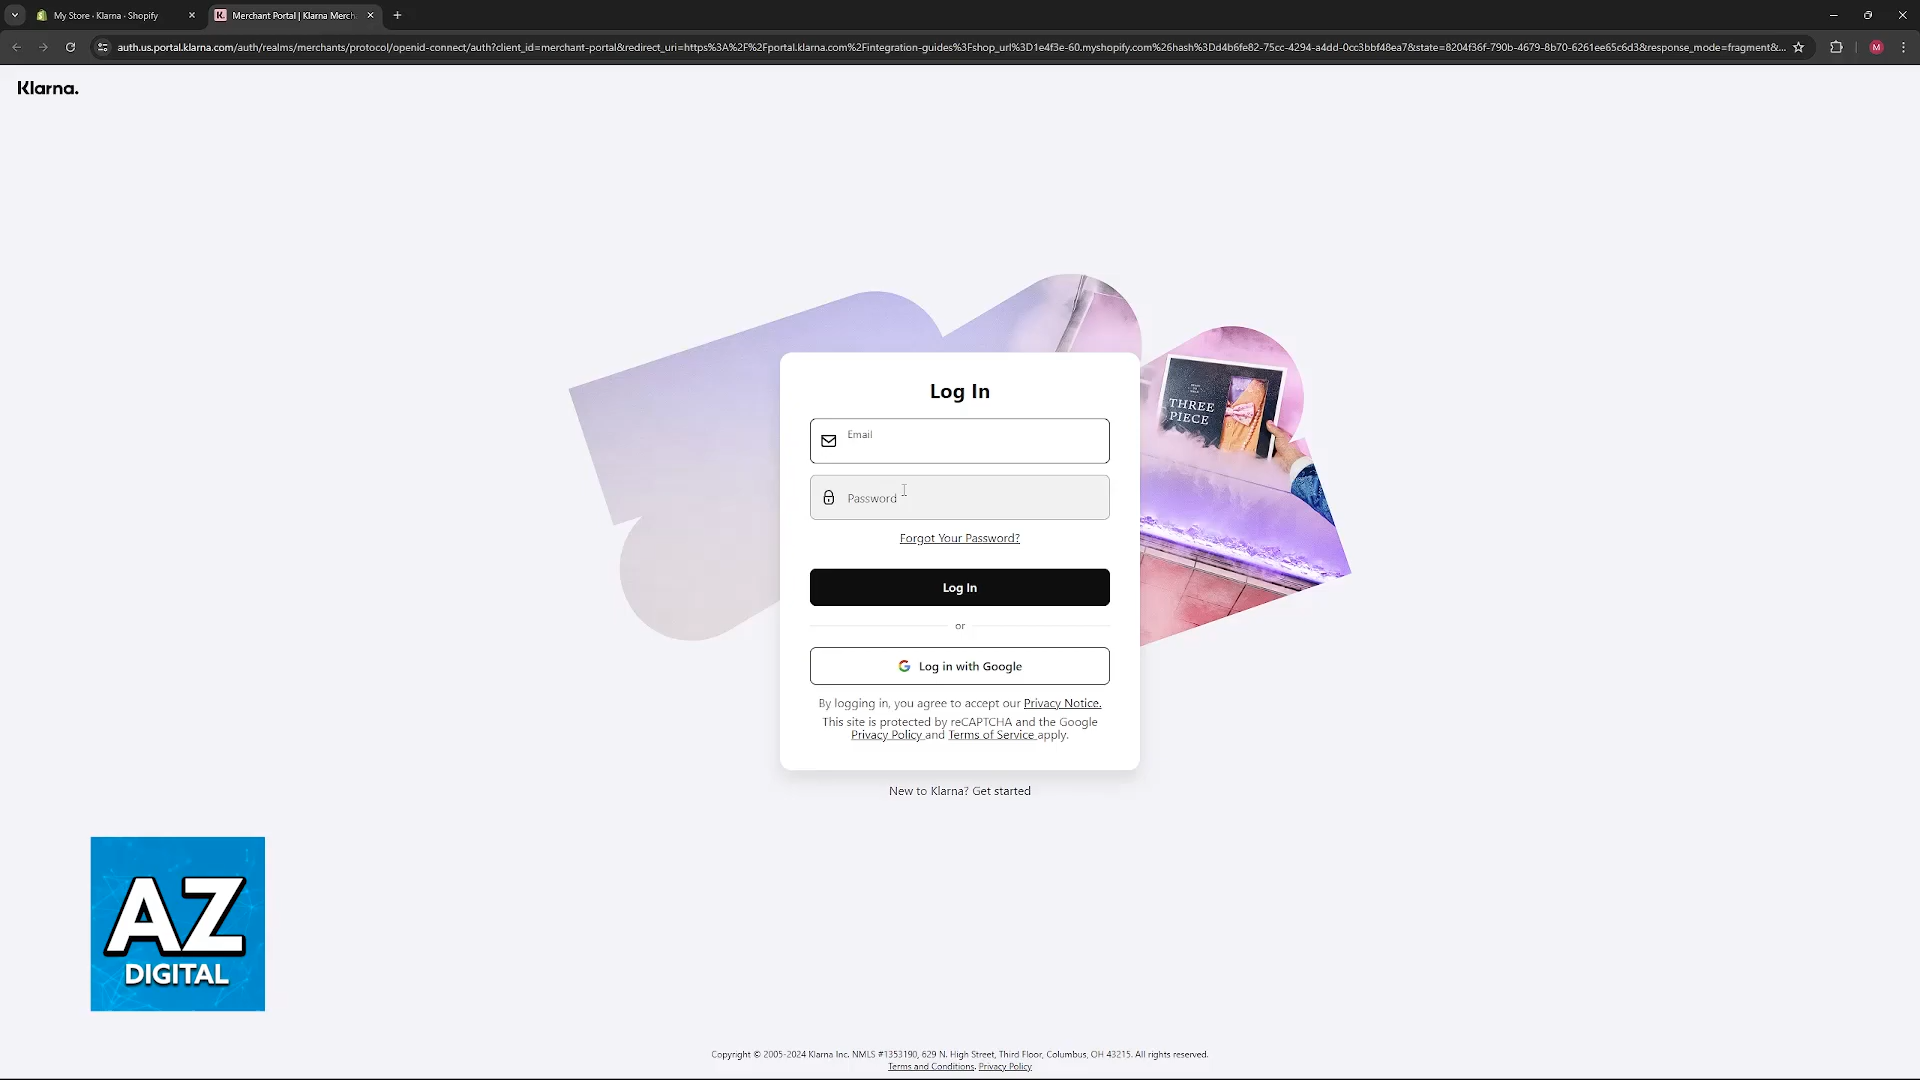 My Store · Klarna · Shopify
Merchant Portal | Klarna Merch
auth.us.portal.klarna.com/auth/realms/merchants/protocol/openid-connect/auth?client_id=merchant-portal&redirect_uri=https%3A%2F%2Fportal.klarna.com%2Fintegration-guides%3Fshop_url%3D1e4f3e-60.myshopify.com%26hash%3Dd4b6fe82-75cc-4294-a4dd-0cc3bbf48ea7&state=8204f36f-790b-4679-8b70-6261ee65c6d3&response_mode=fragment&...
M
Klarna.
THREE
PIECE
Log In
Email
Password
Forgot Your Password?
Log In
or
Log in with Google
By logging in, you agree to accept our Privacy Notice.
This site is protected by reCAPTCHA and the Google
Privacy Policy and Terms of Service apply.
New to Klarna? Get started
AZ
DIGITAL
Copyright © 2005-2024 Klarna Inc. NMLS #1353190, 629 N. High Street, Third Floor, Columbus, OH 43215. All rights reserved.
Terms and Conditions. Privacy Policy